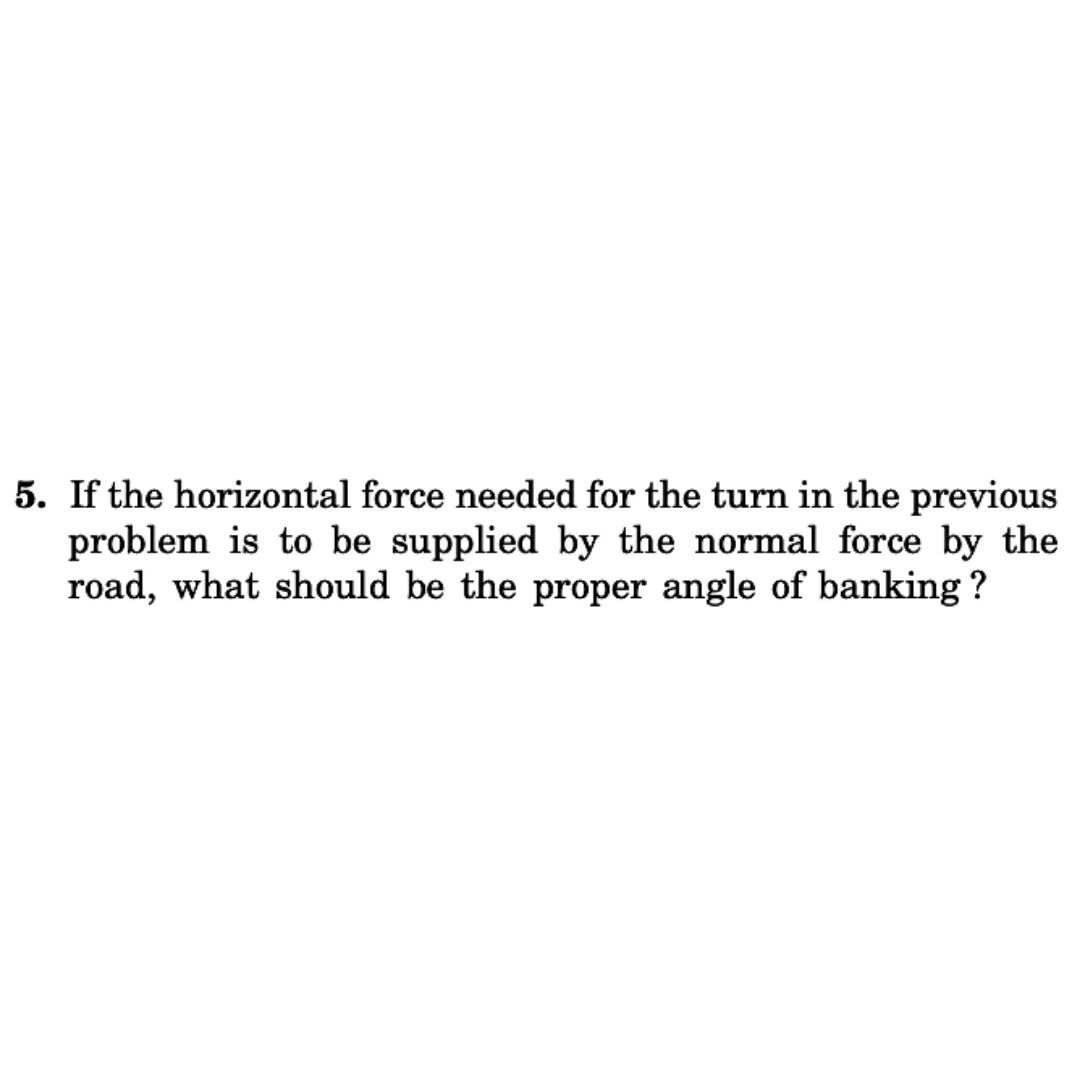 5. If the horizontal force needed for the turn in the previous
problem is to be supplied by the normal force by the
road, what should be the proper angle of banking ?